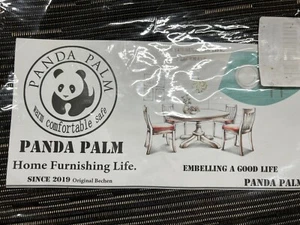 PANDA PALM
warm comfortable safe
PANDA PALM
Home Furnishing Life.
SINCE 2019 Original Bechen
EMBELLING A GOOD LIFE
PANDA PALM